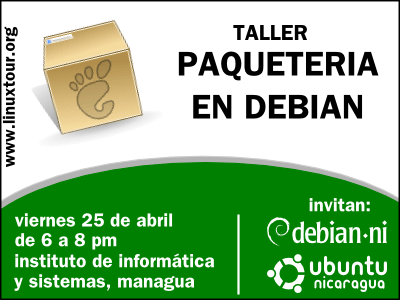 www.linuxtour.org
TALLER
PAQUETERIA
EN DEBIAN
viernes 25 de abril
de 6 a 8 pm
instituto de informática
y sistemas, managua
invitan:
debian·ni
ubuntu
nicaragua